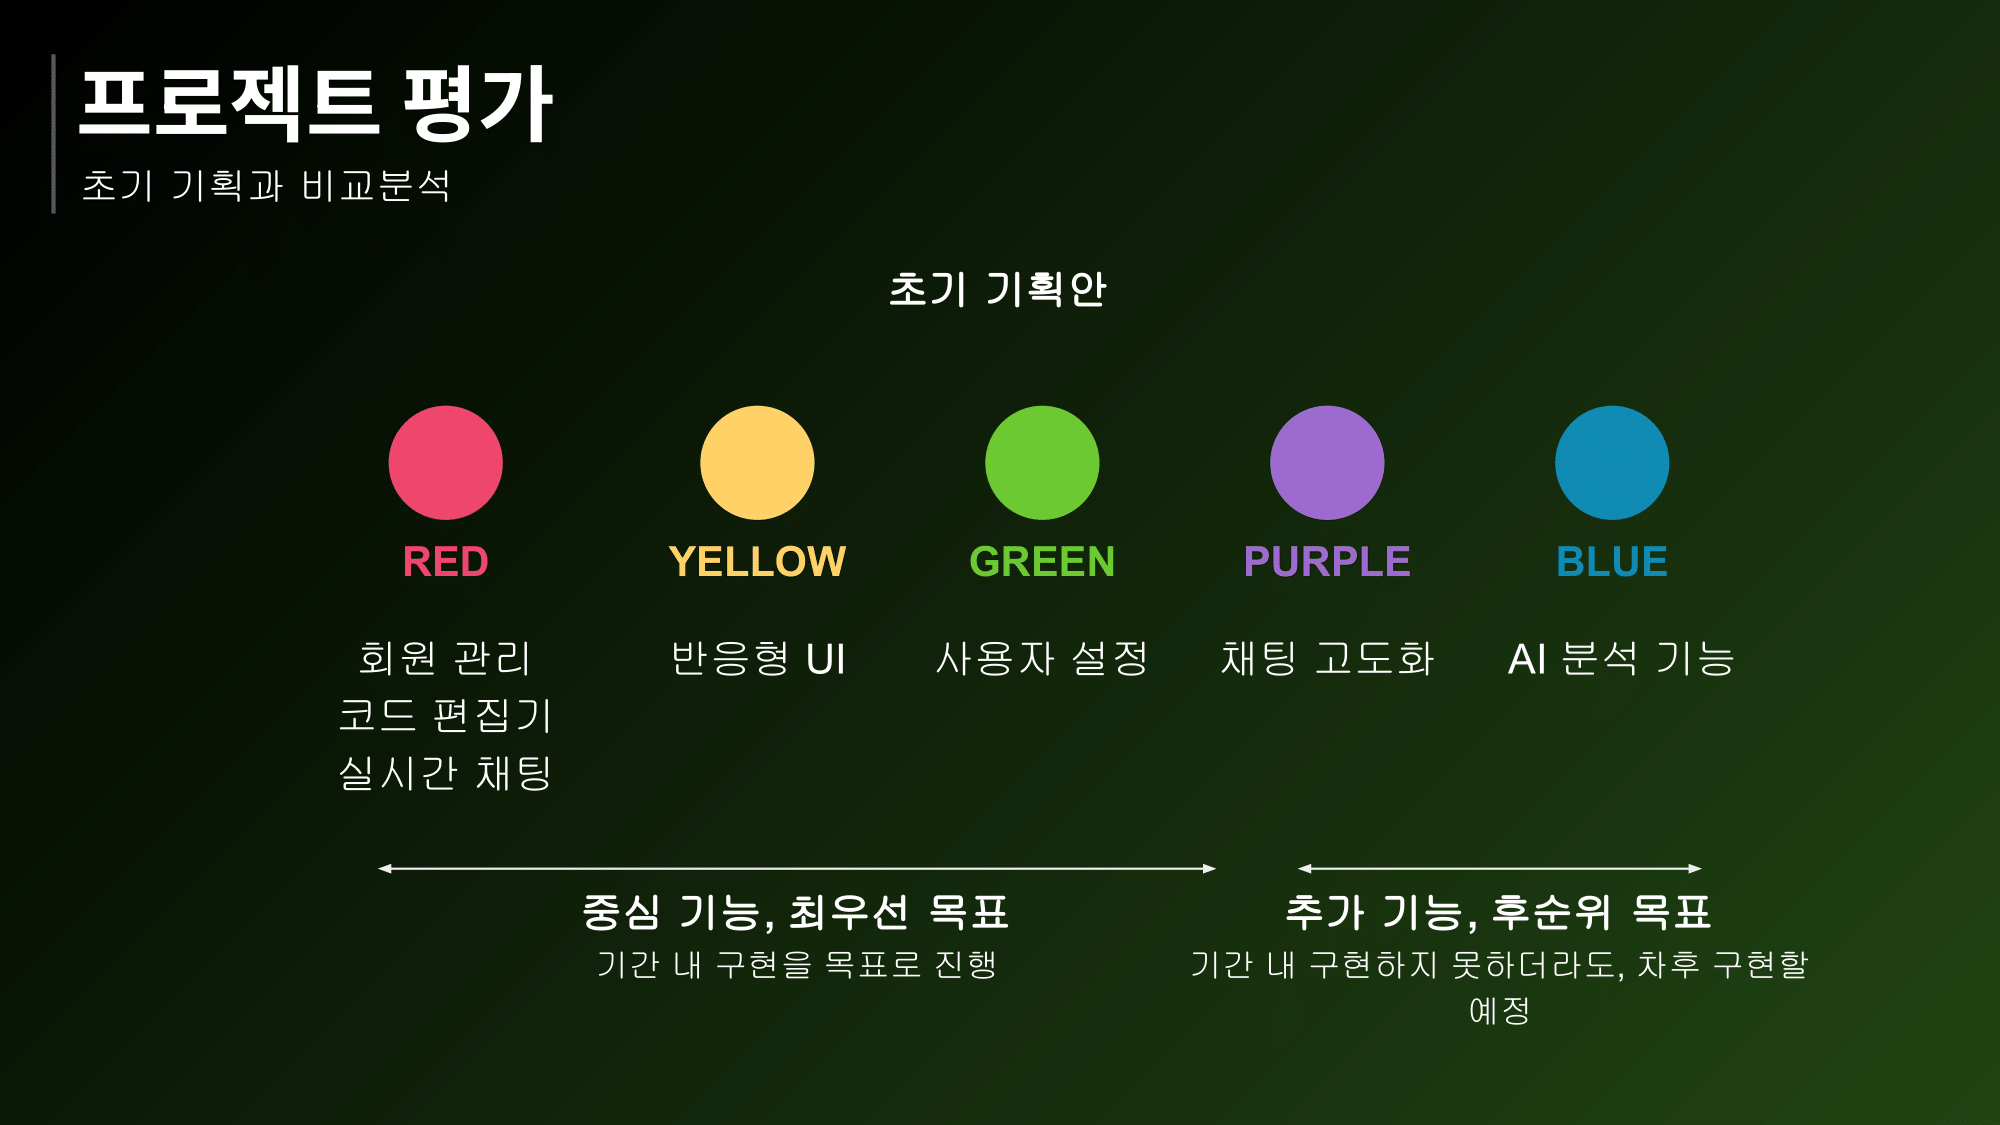 프로젝트 평가
초기 기획과 비교분석
초기 기획안
RED
회원 관리
코드 편집기
실시간 채팅
YELLOW
반응형 UI
GREEN
사용자 설정
PURPLE
채팅 고도화
BLUE
AI 분석 기능
중심 기능, 최우선 목표
기간 내 구현을 목표로 진행
추가 기능, 후순위 목표
기간 내 구현하지 못하더라도, 차후 구현할
예정